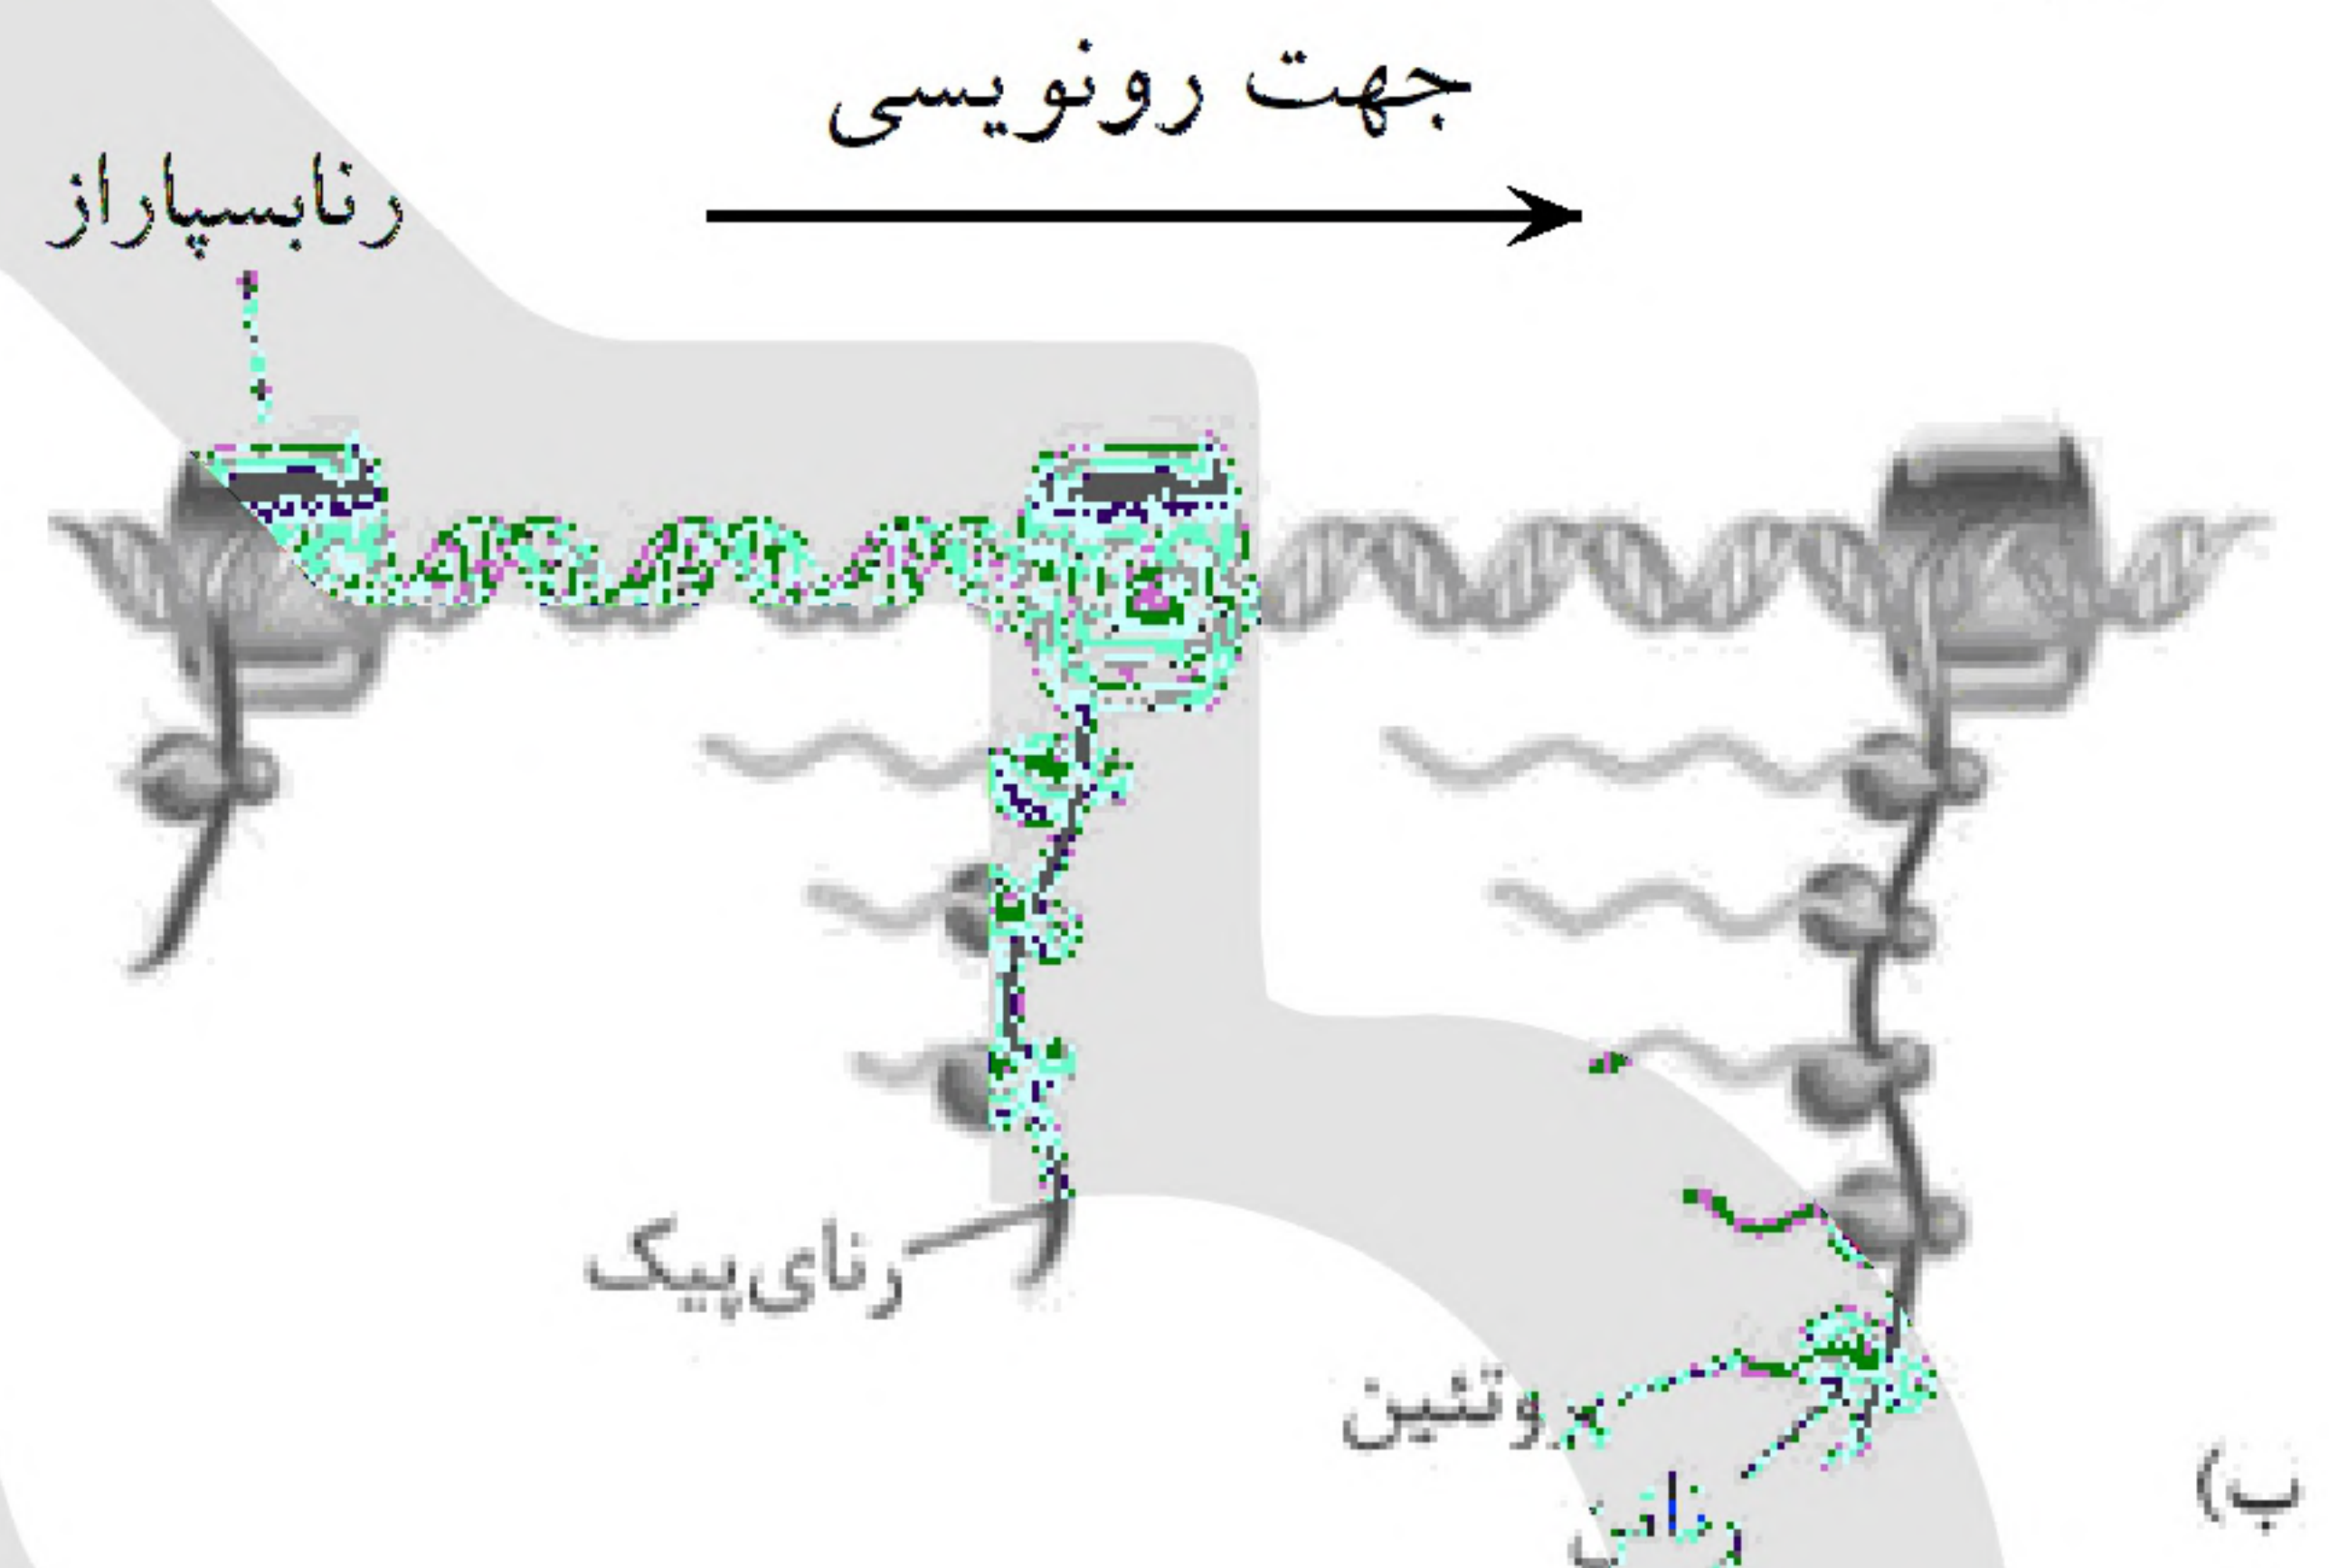 جهت رونویسی
رنابسپاراز
رنای‌پیک
پروتئین
ب)